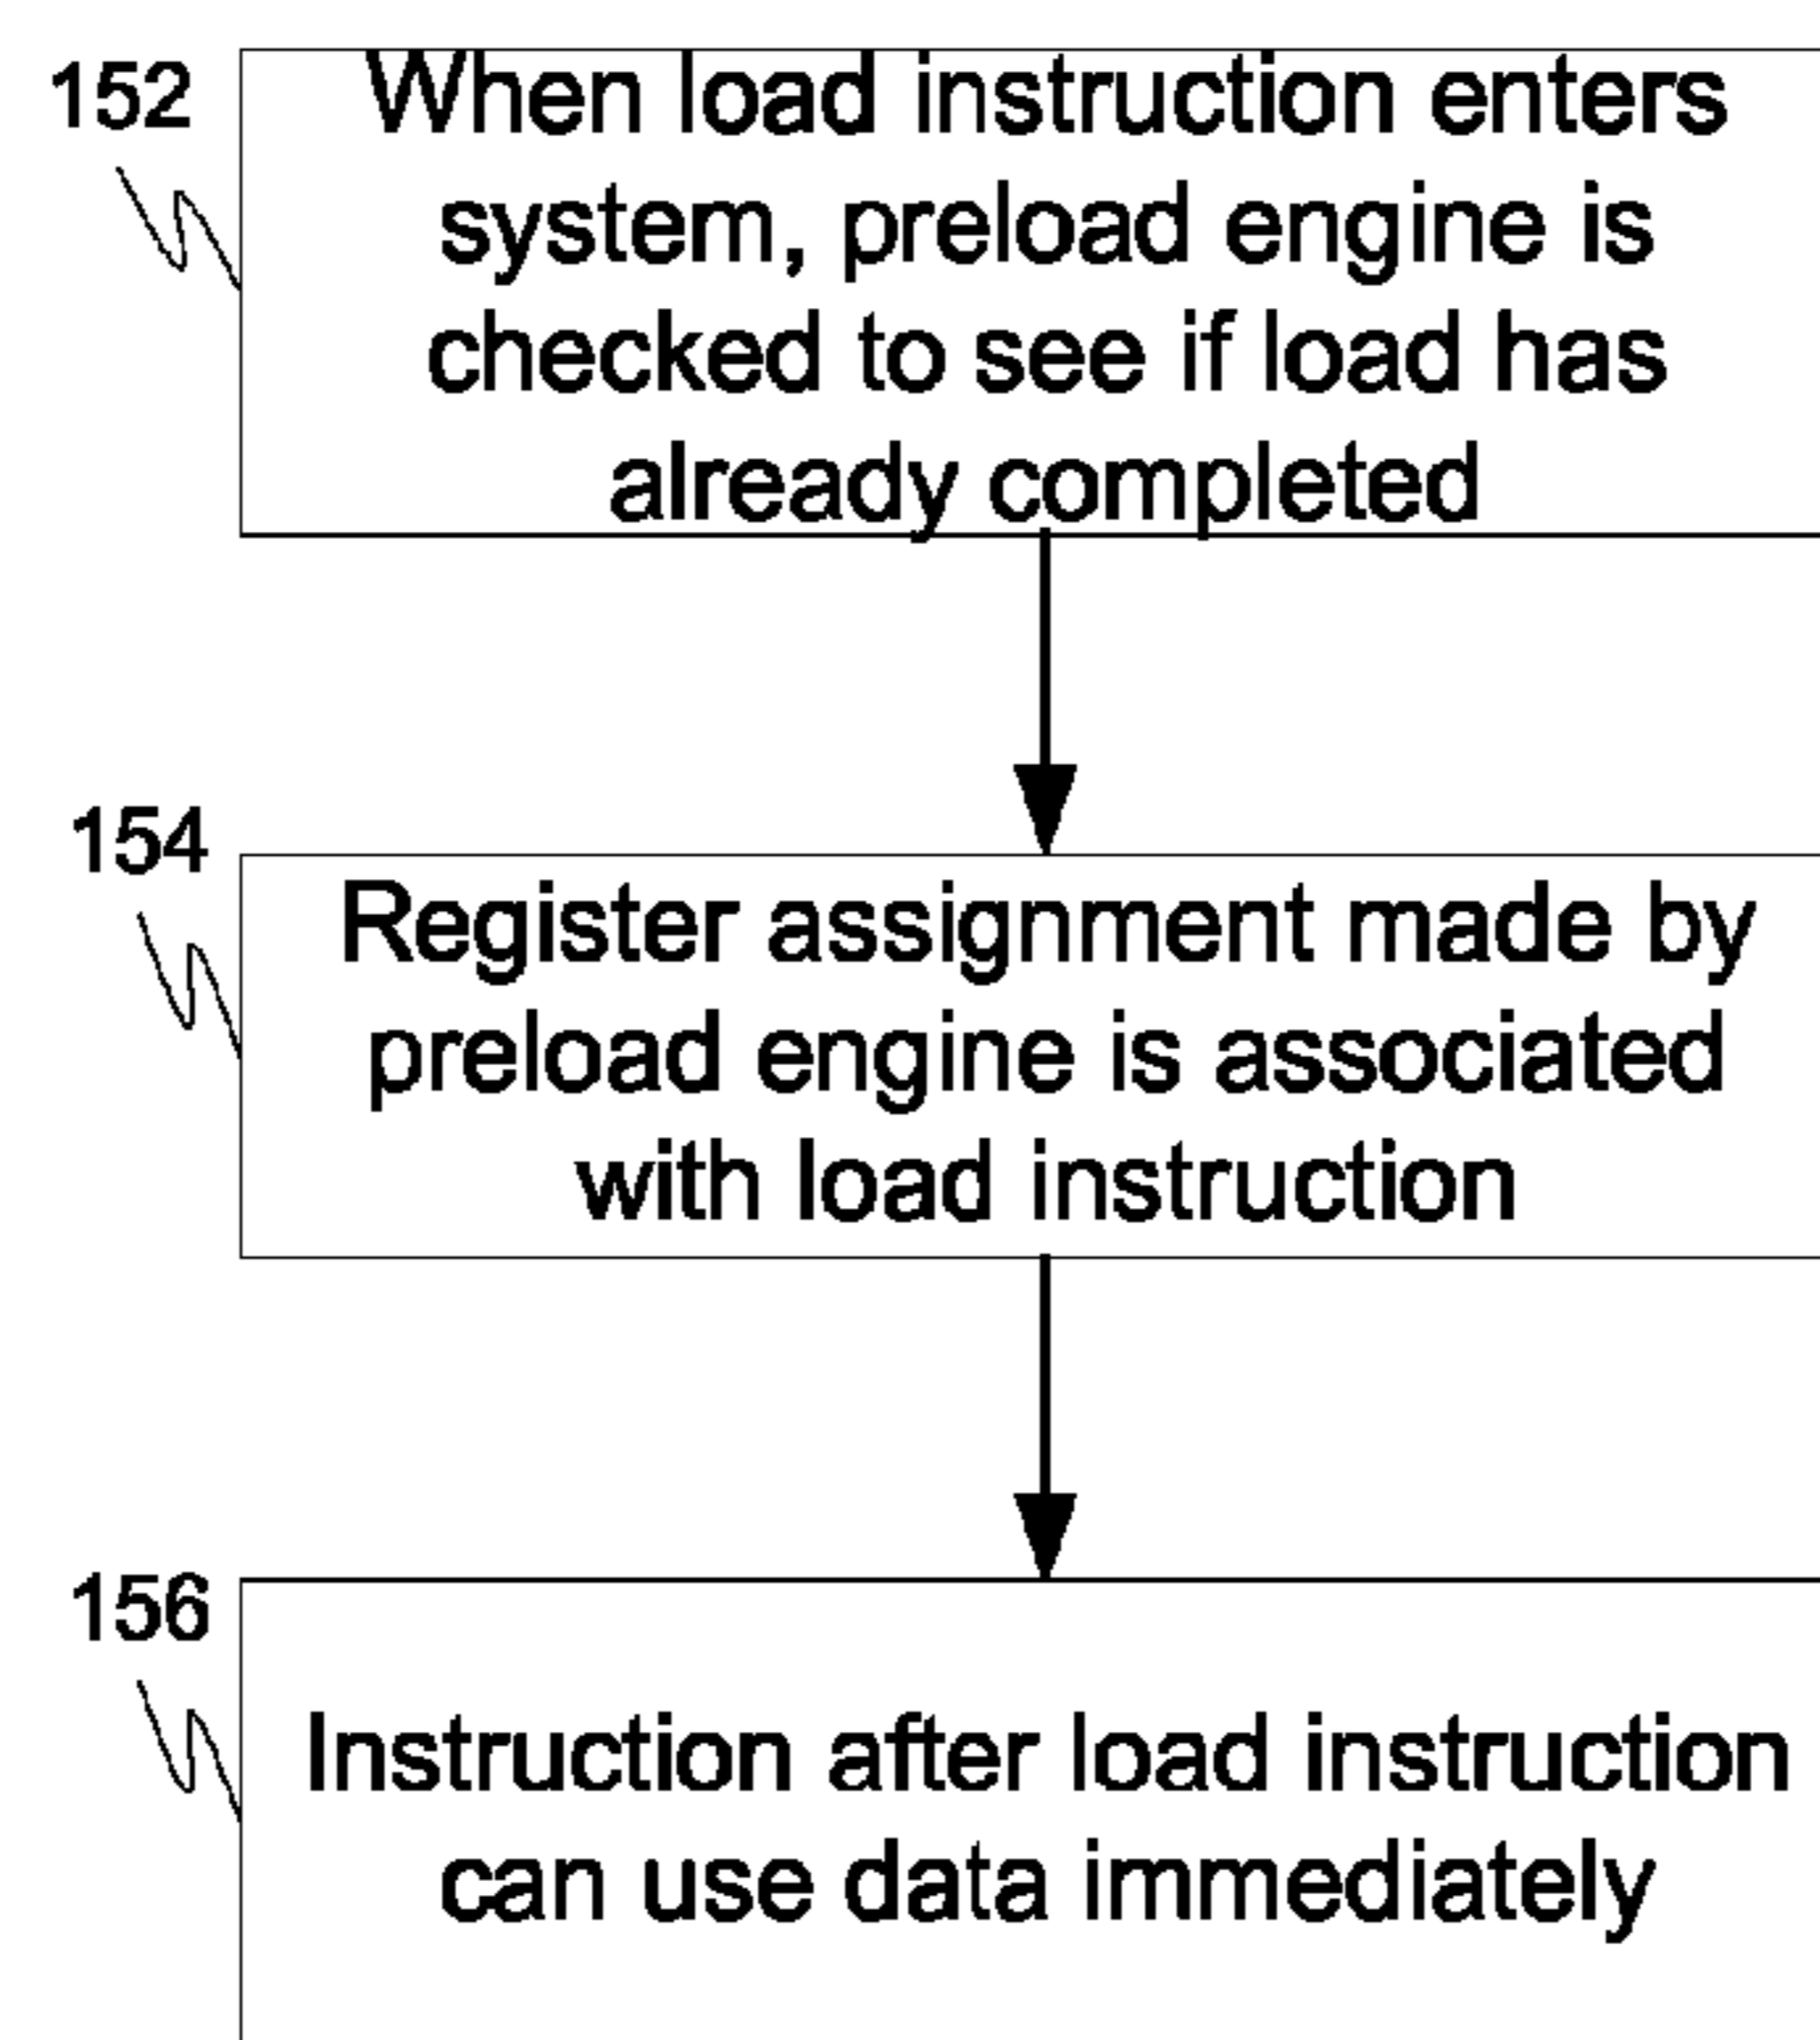 152
When load instruction enters
system, preload engine is
checked to see if load has
already completed
154
Register assignment made by
preload engine is associated
with load instruction
156
Instruction after load instruction
can use data immediately